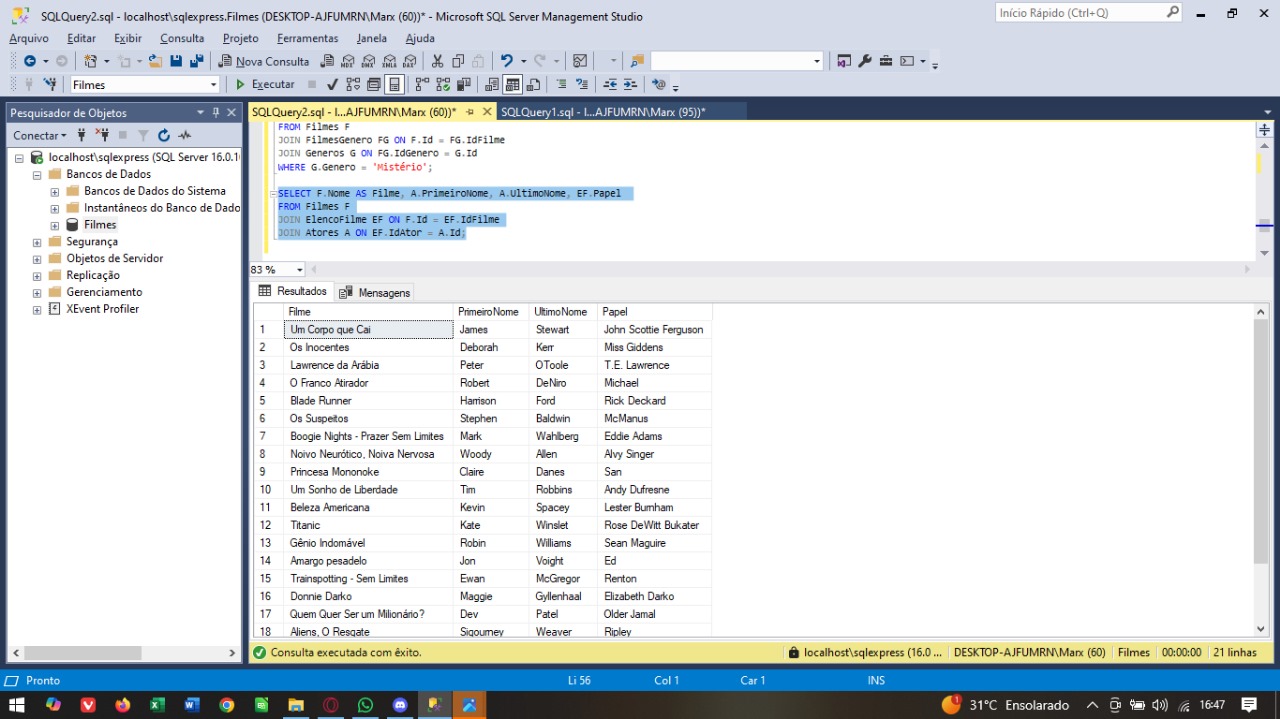 SQLQuery2.sql - localhost\sqlexpress.Filmes (DESKTOP-AJFUMRN\Marx (60))* - Microsoft SQL Server Management Studio
Início Rápido (Ctrl+Q)
Arquivo Editar Exibir Consulta Projeto Ferramentas Janela Ajuda
Nova Consulta
Filmes
Executar
Pesquisador de Objetos
SQLQuery2.sql - l...AJFUMRN\Marx (60))*
SQLQuery1.sql - l...AJFUMRN\Marx (95))*
Conectar
localhost\sqlexpress (SQL Server 16.0.1
Bancos de Dados
Bancos de Dados do Sistema
Instantâneos do Banco de Dado
Filmes
Segurança
Objetos de Servidor
Replicação
Gerenciamento
XEvent Profiler
FROM Filmes F
JOIN FilmesGenero FG ON F.Id = FG.IdFilme
JOIN Generos G ON FG.IdGenero = G.Id
WHERE G.Genero = 'Mistério';
SELECT F.Nome AS Filme, A.PrimeiroNome, A.UltimoNome, EF.Papel
FROM Filmes F
JOIN ElencoFilme EF ON F.Id = EF.IdFilme
JOIN Atores A ON EF.IdAtor = A.Id;
83 %
Resultados Mensagens
Filme PrimeiroNome UltimoNome Papel
1 Um Corpo que Cai James Stewart John Scottie Ferguson
2 Os Inocentes Deborah Kerr Miss Giddens
3 Lawrence da Arábia Peter OToole T.E. Lawrence
4 O Franco Atirador Robert DeNiro Michael
5 Blade Runner Harrison Ford Rick Deckard
6 Os Suspeitos Stephen Baldwin McManus
7 Boogie Nights - Prazer Sem Limites Mark Wahlberg Eddie Adams
8 Noivo Neurótico, Noiva Nervosa Woody Allen Alvy Singer
9 Princesa Mononoke Claire Danes San
10 Um Sonho de Liberdade Tim Robbins Andy Dufresne
11 Beleza Americana Kevin Spacey Lester Burnham
12 Titanic Kate Winslet Rose DeWitt Bukater
13 Gênio Indomável Robin Williams Sean Maguire
14 Amargo pesadelo Jon Voight Ed
15 Trainspotting - Sem Limites Ewan McGregor Renton
16 Donnie Darko Maggie Gyllenhaal Elizabeth Darko
17 Quem Quer Ser um Milionário? Dev Patel Older Jamal
18 Aliens, O Resgate Sigourney Weaver Ripley
Consulta executada com êxito.
localhost\sqlexpress (16.0 ... DESKTOP-AJFUMRN\Marx (60) Filmes 00:00:00 21 linhas
Pronto Li 56 Col 1 Car 1 INS
1 31°C Ensolarado 16:47